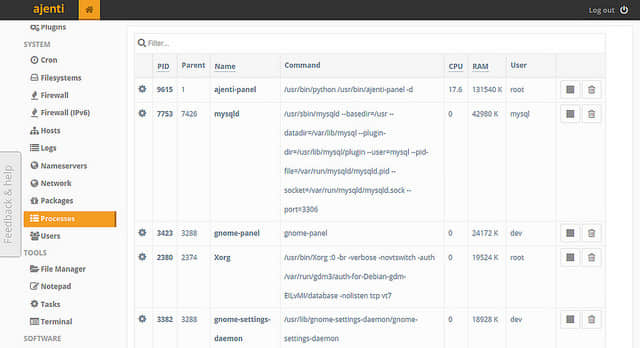 ajenti
Log out
Plugins
SYSTEM
Cron
Filesystems
Firewall
Firewall (IPv6)
Hosts
Logs
Nameservers
Network
Packages
Processes
Users
TOOLS
File Manager
Notepad
Tasks
Terminal
SOFTWARE
Feedback & help
Filter...
PID Parent Name Command CPU RAM User
9615 1 ajenti-panel /usr/bin/python /usr/bin/ajenti-panel -d 17.6 131540 K root
7753 7426 mysqld /usr/sbin/mysqld --basedir=/usr -- 0 42980 K mysql
datadir=/var/lib/mysql --plugin-
dir=/usr/lib/mysql/plugin --user=mysql --pid-
file=/var/run/mysqld/mysqld.pid --
socket=/var/run/mysqld/mysqld.sock --
port=3306
3423 3288 gnome-panel gnome-panel 0 24172 K dev
2380 2374 Xorg /usr/bin/Xorg :0 -br -verbose -novtswitch -auth 0 19524 K root
/var/run/gdm3/auth-for-Debian-gdm-
EILvMI/database -nolisten tcp vt7
3382 3288 gnome-settings- /usr/lib/gnome-settings-daemon/gnome- 0 18928 K dev
daemon settings-daemon